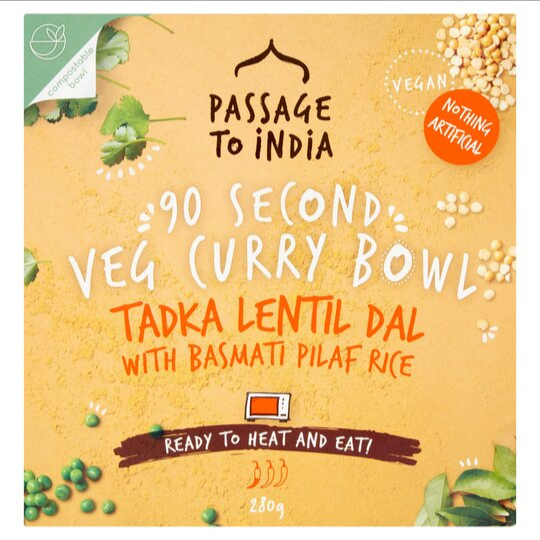 compostable
bowl
PASSAGE
TO INDIA
VEGAN
NOTHING
ARTIFICIAL
90 SECOND
VEG CURRY BOWL
TADKA LENTIL DAL
WITH BASMATI PILAF RICE
READY TO HEAT AND EAT!
280g